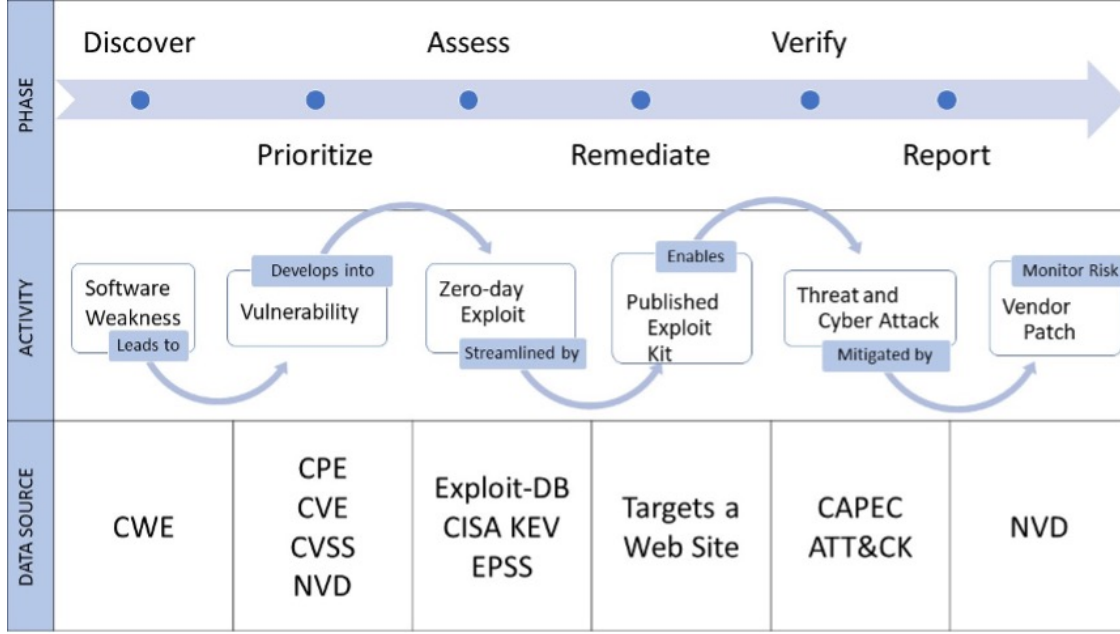 PHASE
Discover
Assess
Verify
Prioritize
Remediate
Report
ACTIVITY
Software
Weakness
Leads to
Develops into
Vulnerability
Zero-day
Exploit
Streamlined by
Enables
Published
Exploit
Kit
Threat and
Cyber Attack
Mitigated by
Monitor Risk
Vendor
Patch
DATA SOURCE
CWE
CPE
CVE
CVSS
NVD
Exploit-DB
CISA KEV
EPSS
Targets a
Web Site
CAPEC
ATT&CK
NVD